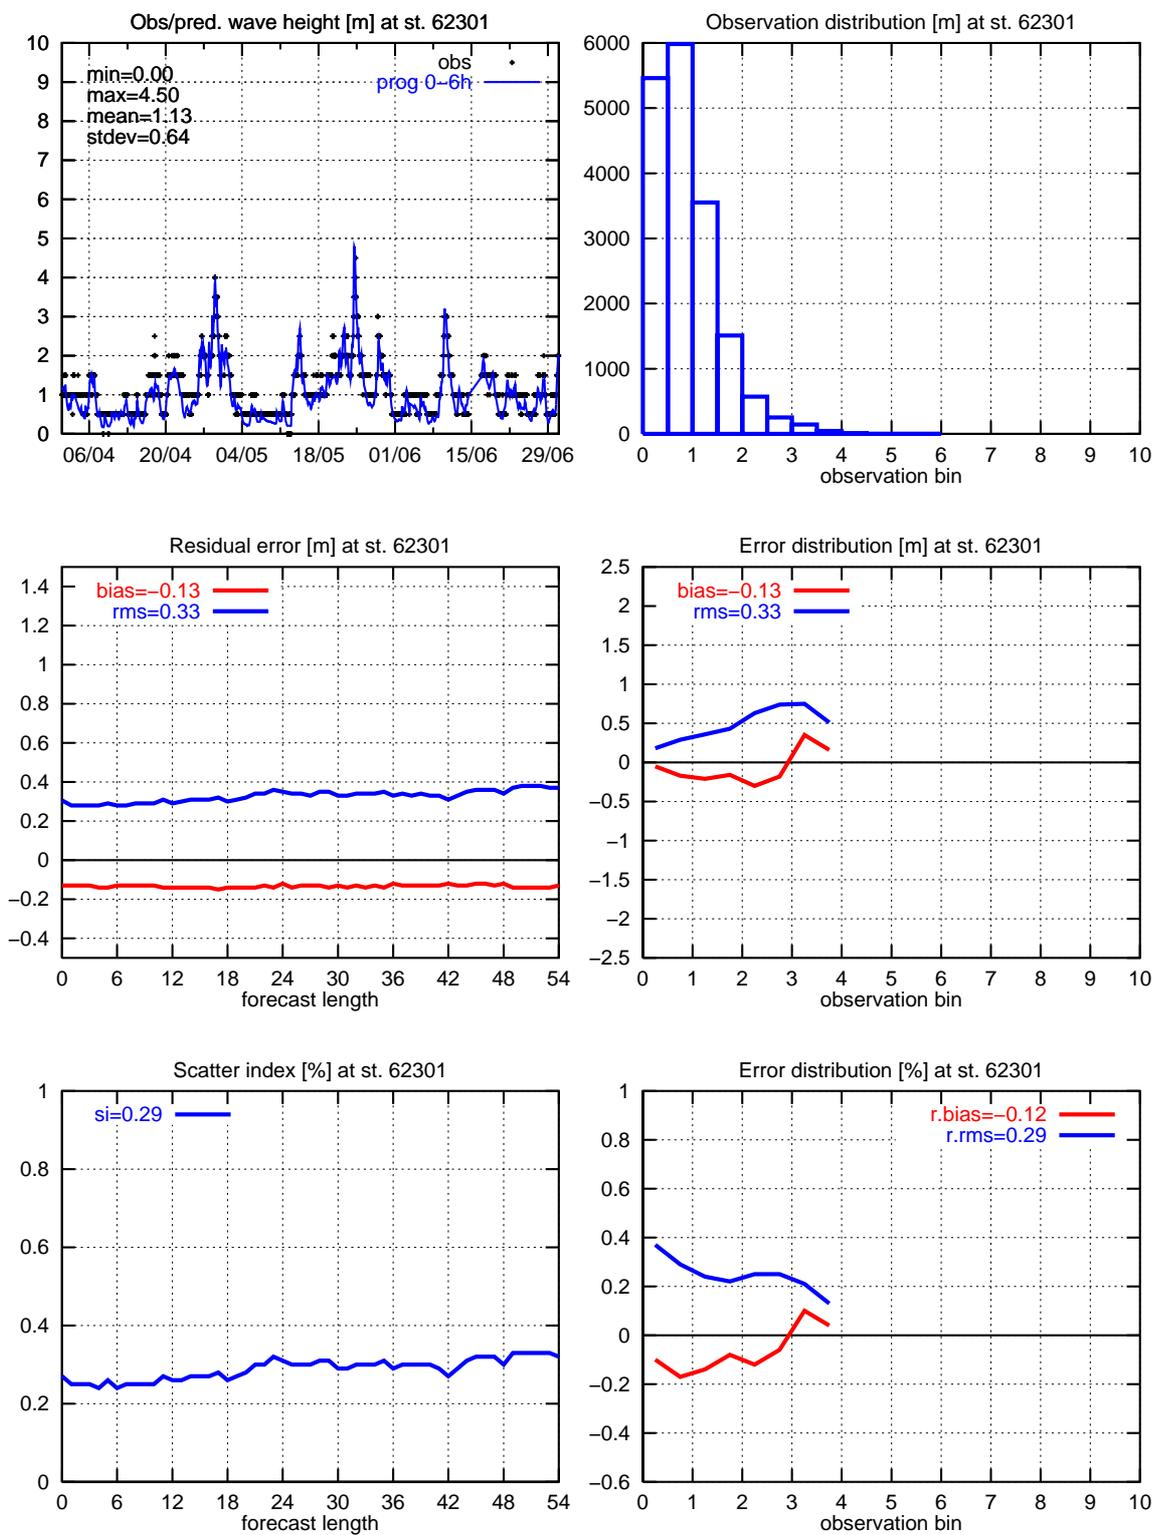 Obs/pred. wave height [m] at st. 62301
10
9
8
7
6
5
4
3
2
1
0
min=0.00
max=4.50
mean=1.13
stdev=0.64
obs
prog 0−6h
06/04 20/04 04/05 18/05 01/06 15/06 29/06
Observation distribution [m] at st. 62301
6000
5000
4000
3000
2000
1000
0
0 1 2 3 4 5 6 7 8 9 10
observation bin
Residual error [m] at st. 62301
bias=−0.13
rms=0.33
1.4
1.2
1
0.8
0.6
0.4
0.2
0
−0.2
−0.4
0 6 12 18 24 30 36 42 48 54
forecast length
Error distribution [m] at st. 62301
bias=−0.13
rms=0.33
2.5
2
1.5
1
0.5
0
−0.5
−1
−1.5
−2
−2.5
0 1 2 3 4 5 6 7 8 9 10
observation bin
Scatter index [%] at st. 62301
si=0.29
1
0.8
0.6
0.4
0.2
0
0 6 12 18 24 30 36 42 48 54
forecast length
Error distribution [%] at st. 62301
r.bias=−0.12
r.rms=0.29
1
0.8
0.6
0.4
0.2
0
−0.2
−0.4
−0.6
0 1 2 3 4 5 6 7 8 9 10
observation bin